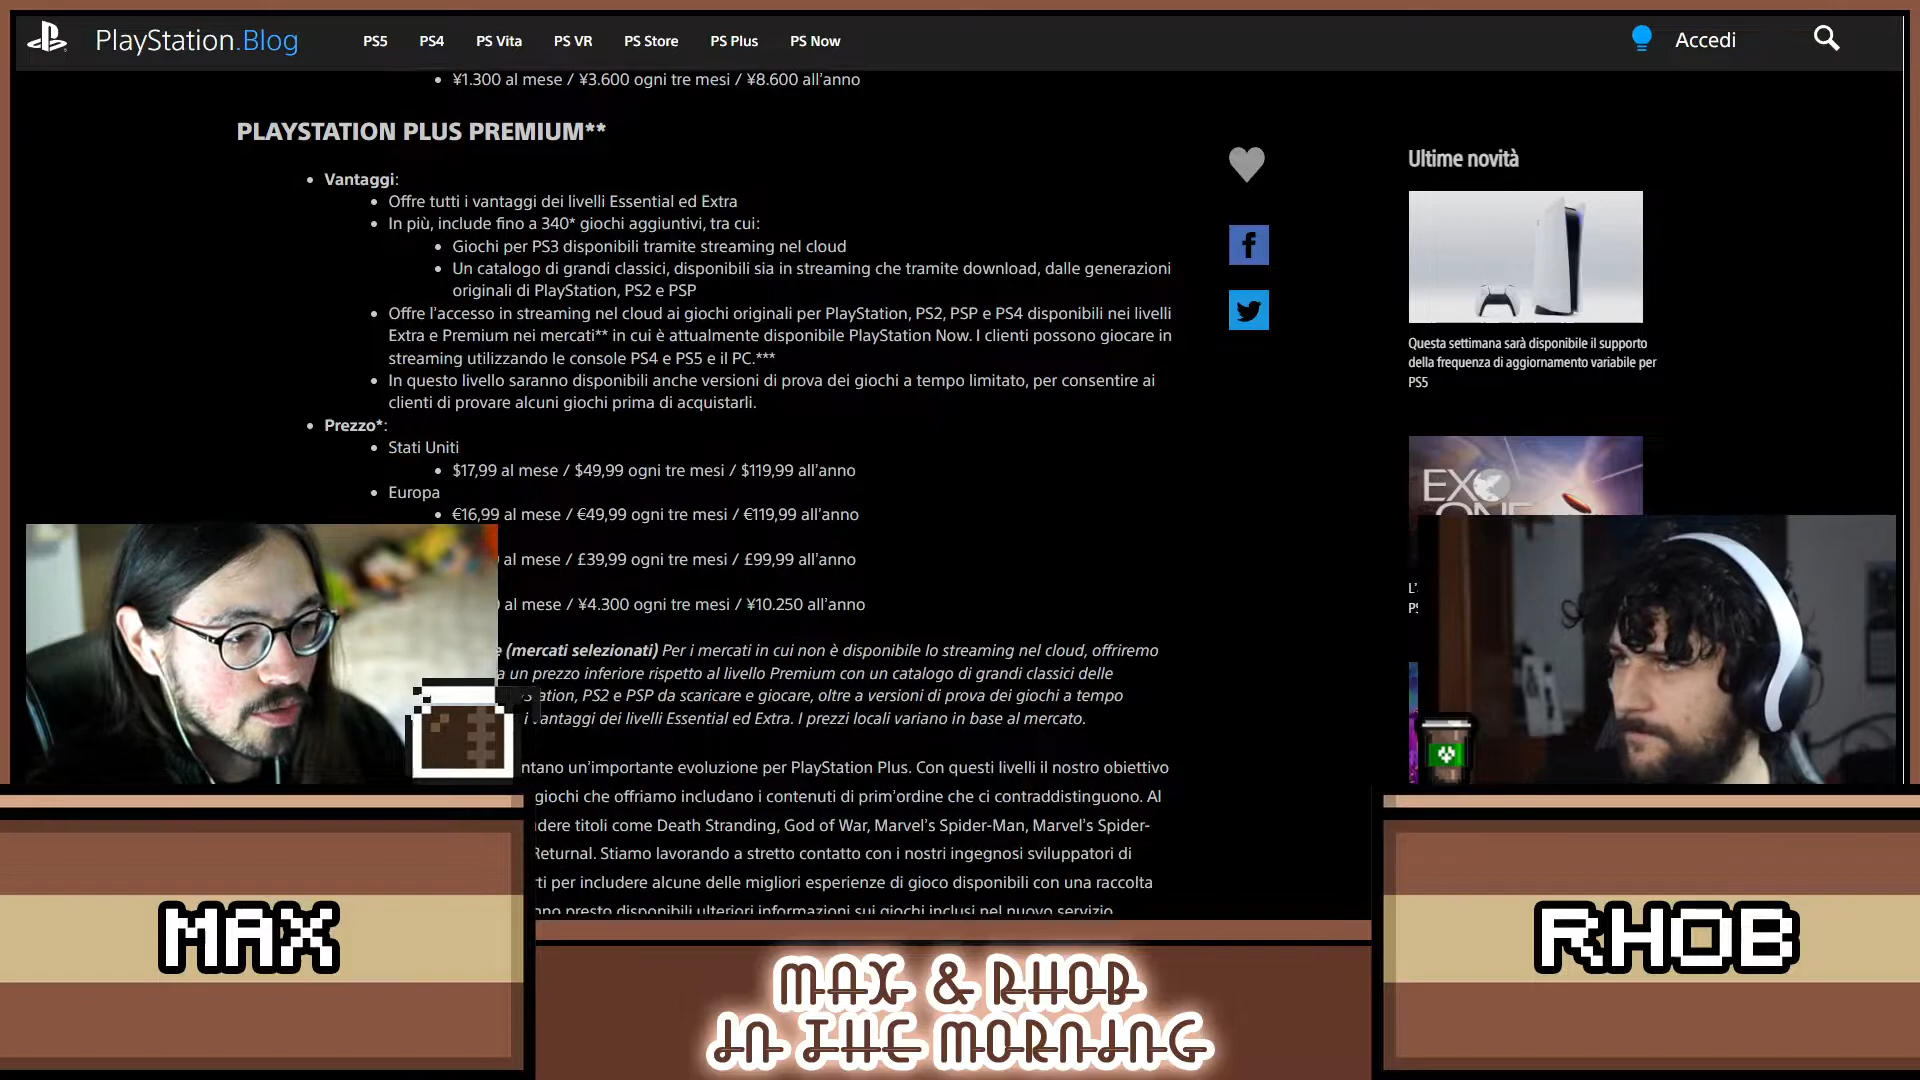 PlayStation.Blog PS5 PS4 PS Vita PS VR PS Store PS Plus PS Now Accedi
¥1.300 al mese / ¥3.600 ogni tre mesi / ¥8.600 all'anno
PLAYSTATION PLUS PREMIUM**
Vantaggi:
Offre tutti i vantaggi dei livelli Essential ed Extra
In più, include fino a 340* giochi aggiuntivi, tra cui:
Giochi per PS3 disponibili tramite streaming nel cloud
Un catalogo di grandi classici, disponibili sia in streaming che tramite download, dalle generazioni
originali di PlayStation, PS2 e PSP
Offre l'accesso in streaming nel cloud ai giochi originali per PlayStation, PS2, PSP e PS4 disponibili nei livelli
Extra e Premium nei mercati** in cui è attualmente disponibile PlayStation Now. I clienti possono giocare in
streaming utilizzando le console PS4 e PS5 e il PC.***
In questo livello saranno disponibili anche versioni di prova dei giochi a tempo limitato, per consentire ai
clienti di provare alcuni giochi prima di acquistarli.
Prezzo*:
Stati Uniti
$17,99 al mese / $49,99 ogni tre mesi / $119,99 all'anno
Europa
€16,99 al mese / €49,99 ogni tre mesi / €119,99 all'anno
al mese / £39,99 ogni tre mesi / £99,99 all'anno
al mese / ¥4.300 ogni tre mesi / ¥10.250 all'anno
(mercati selezionati) Per i mercati in cui non è disponibile lo streaming nel cloud, offriremo
un prezzo inferiore rispetto al livello Premium con un catalogo di grandi classici delle
PS2 e PSP da scaricare e giocare, oltre a versioni di prova dei giochi a tempo
i vantaggi dei livelli Essential ed Extra. I prezzi locali variano in base al mercato.
un'importante evoluzione per PlayStation Plus. Con questi livelli il nostro obiettivo
giochi che offriamo includano i contenuti di prim'ordine che ci contraddistinguono. Al
titoli come Death Stranding, God of War, Marvel's Spider-Man, Marvel's Spider-
Returnal. Stiamo lavorando a stretto contatto con i nostri ingegnosi sviluppatori di
per includere alcune delle migliori esperienze di gioco disponibili con una raccolta
presto disponibili ulteriori informazioni sui giochi inclusi nel nuovo servizio
Ultime novità
Questa settimana sarà disponibile il supporto
della frequenza di aggiornamento variabile per
PS5
EXO
ONE
MAX
RHOB
MAX & RHOB
IN THE MORNING